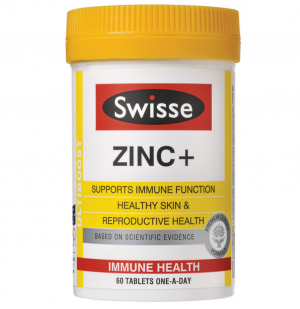 Swisse
ZINC+
SUPPORTS IMMUNE FUNCTION
HEALTHY SKIN &
REPRODUCTIVE HEALTH
BASED ON SCIENTIFIC EVIDENCE
IMMUNE HEALTH
60 TABLETS ONE-A-DAY